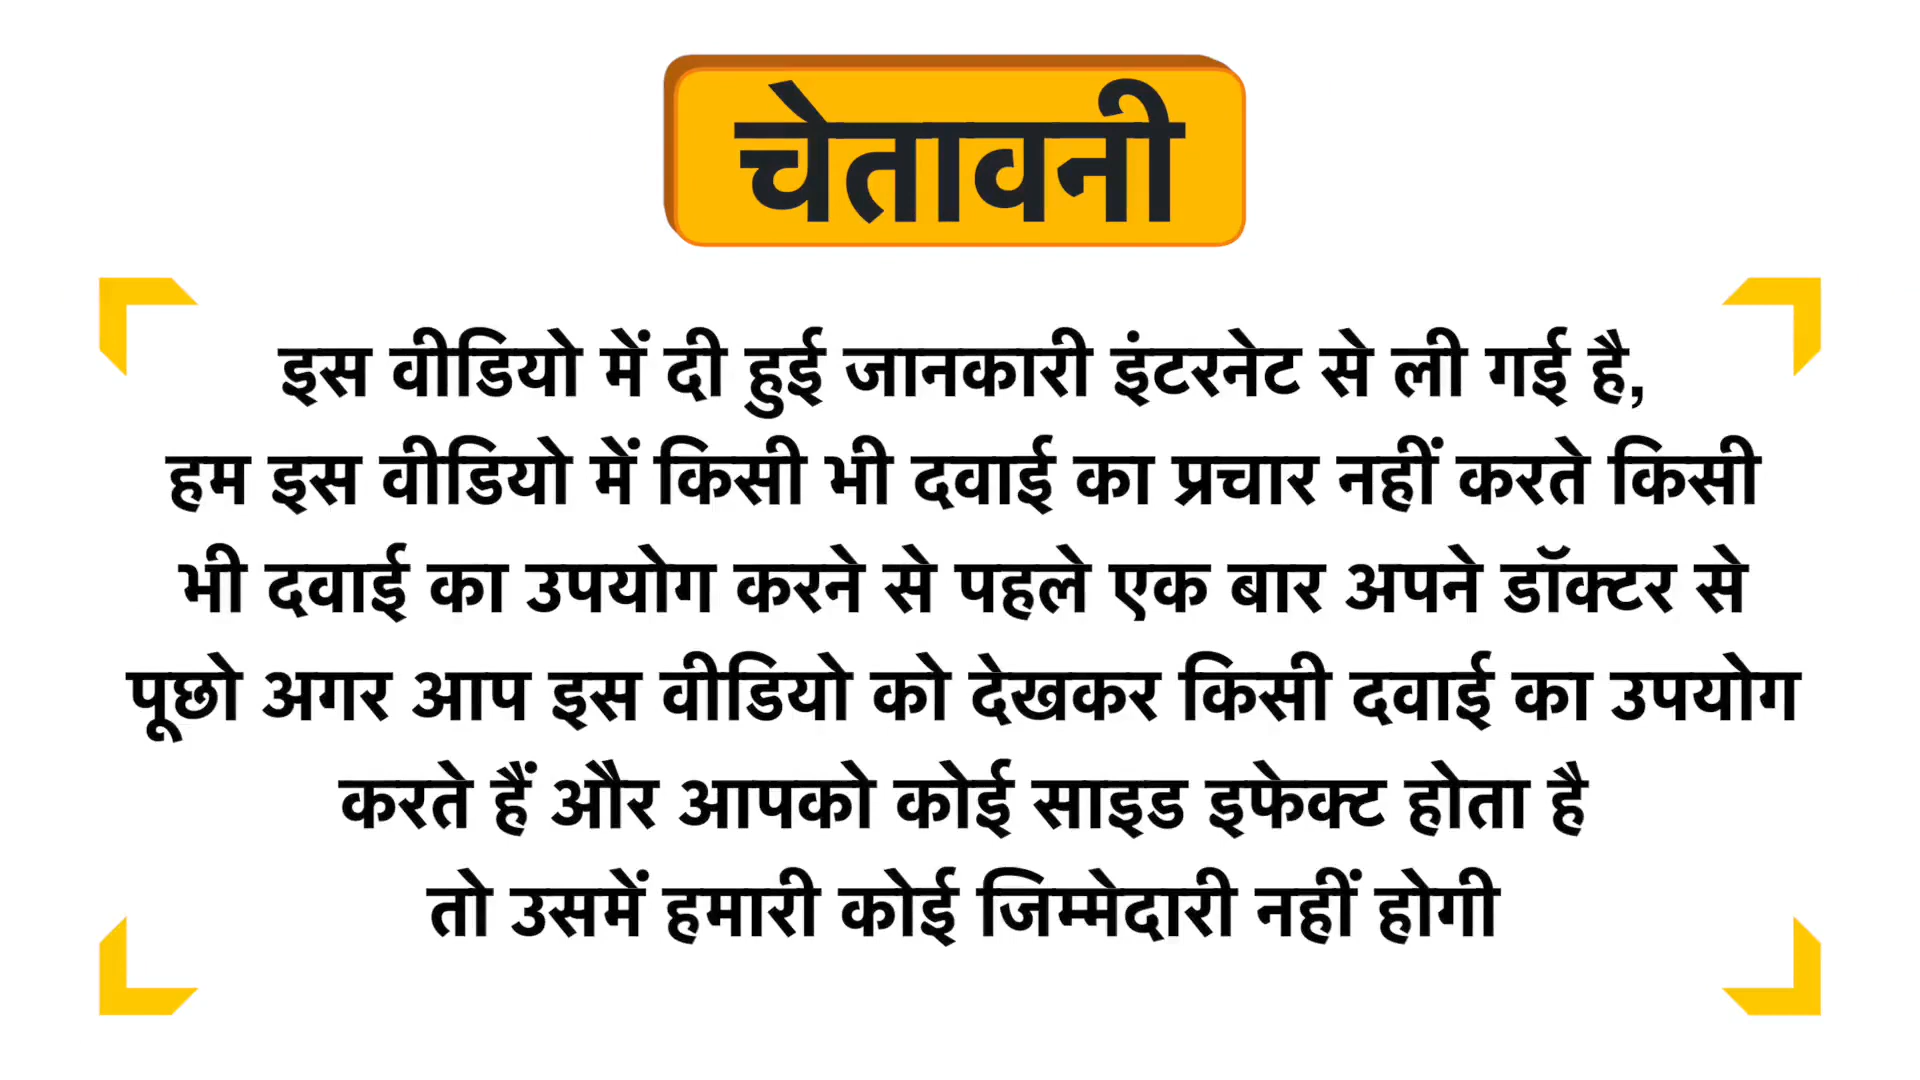 चेतावनी
इस वीडियो में दी हुई जानकारी इंटरनेट से ली गई है,
हम इस वीडियो में किसी भी दवाई का प्रचार नहीं करते किसी
भी दवाई का उपयोग करने से पहले एक बार अपने डॉक्टर से
पूछो अगर आप इस वीडियो को देखकर किसी दवाई का उपयोग
करते हैं और आपको कोई साइड इफेक्ट होता है
तो उसमें हमारी कोई जिम्मेदारी नहीं होगी